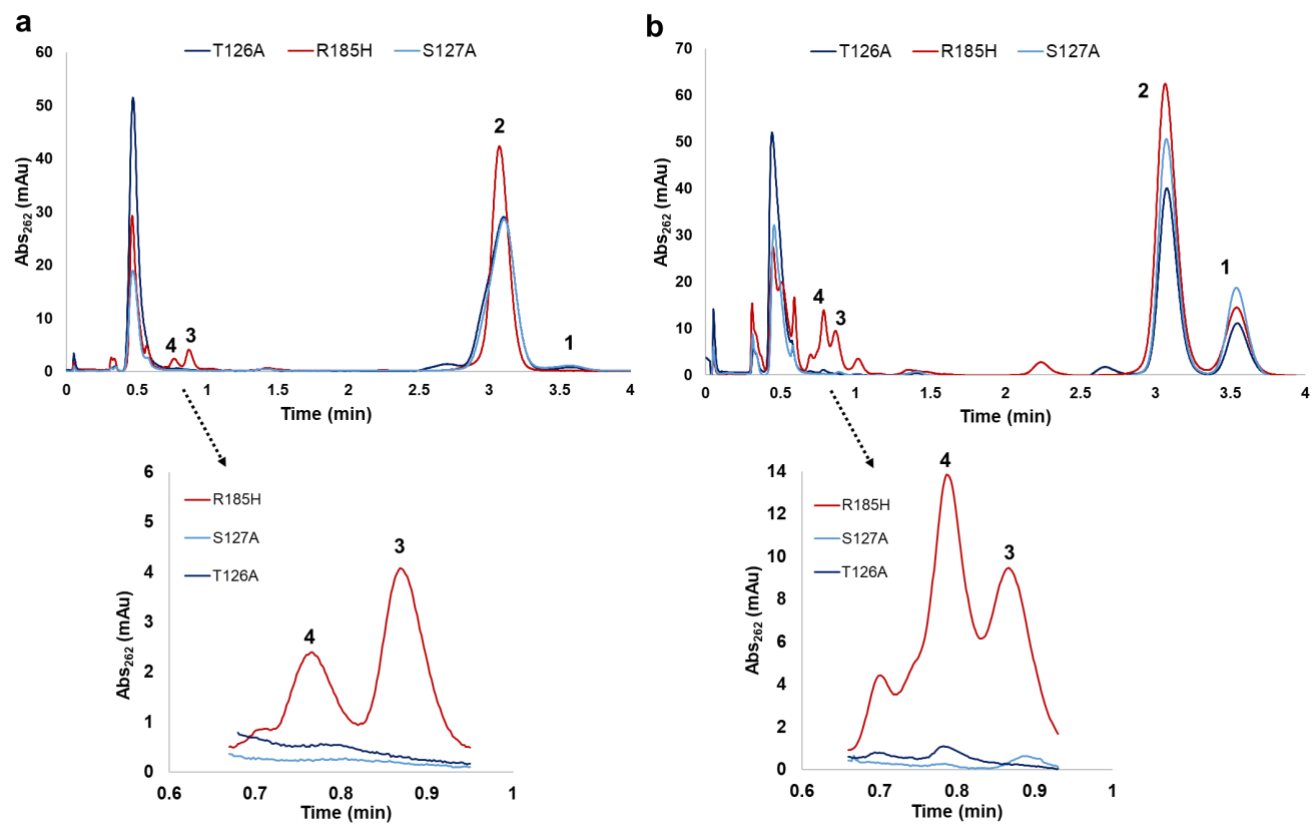 a
T126A R185H S127A
60
50
40
30
20
10
0
Abs262 (mAu)
4 3 2 1
0 0.5 1 1.5 2 2.5 3 3.5 4
Time (min)
R185H
S127A
T126A
6
5
4
3
2
1
0
Abs262 (mAu)
4 3
0.6 0.7 0.8 0.9 1
Time (min)
b
T126A R185H S127A
70
60
50
40
30
20
10
0
Abs262 (mAu)
4 3 2 1
0 0.5 1 1.5 2 2.5 3 3.5 4
Time (min)
R185H
S127A
T126A
14
12
10
8
6
4
2
0
Abs262 (mAu)
4 3
0.6 0.7 0.8 0.9 1
Time (min)